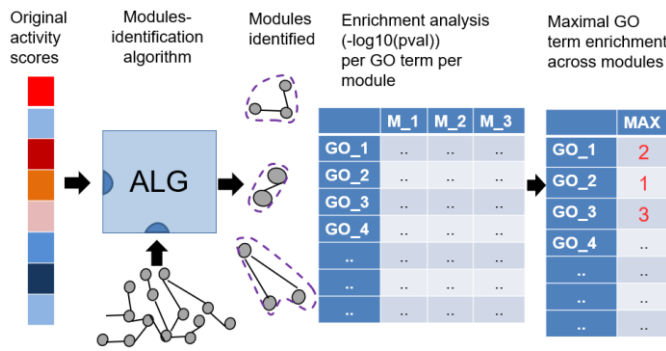 Original
activity
scores
Modules-
identification
algorithm
Modules
identified
Enrichment analysis
(-log10(pval))
per GO term per
module
Maximal GO
term enrichment
across modules
ALG
M_1 M_2 M_3
GO_1 .. .. ..
GO_2 .. .. ..
GO_3 .. .. ..
GO_4 .. .. ..
.. .. .. ..
.. .. .. ..
.. .. .. ..
MAX
GO_1 2
GO_2 1
GO_3 3
GO_4 ..
.. ..
.. ..
.. ..